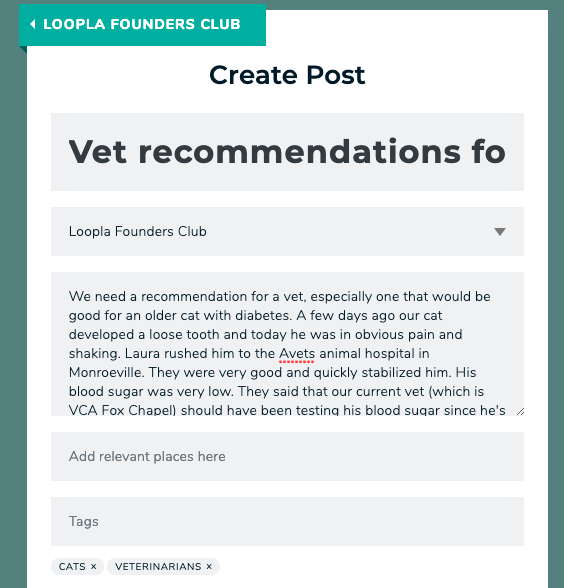 LOOPLA FOUNDERS CLUB
Create Post
Vet recommendations fo
Loopla Founders Club
We need a recommendation for a vet, especially one that would be
good for an older cat with diabetes. A few days ago our cat
developed a loose tooth and today he was in obvious pain and
shaking. Laura rushed him to the Avets animal hospital in
Monroeville. They were very good and quickly stabilized him. His
blood sugar was very low. They said that our current vet (which is
VCA Fox Chapel) should have been testing his blood sugar since he's
Add relevant places here
Tags
CATS × VETERINARIANS ×